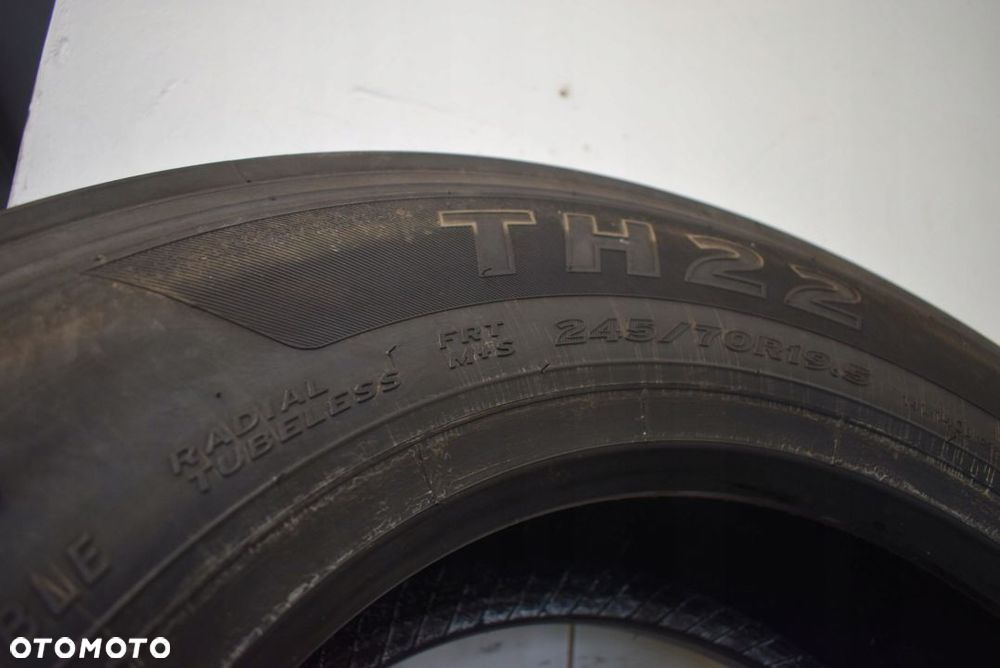 TH22
FRT
M+S
245/70R19.5
RADIAL
TUBELESS
OTOMOTO